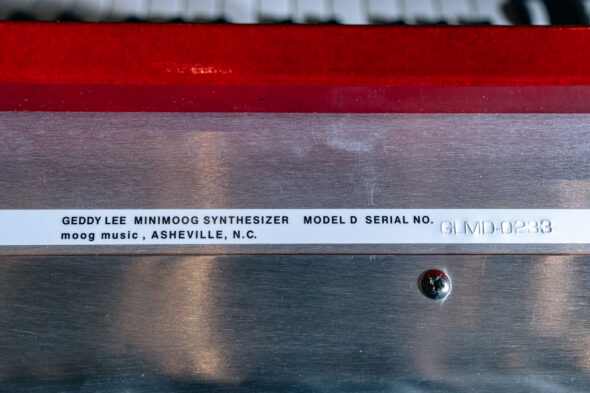 GEDDY LEE MINIMOOG SYNTHESIZER MODEL D SERIAL NO. GLMD-0233
moog music, ASHEVILLE, N.C.